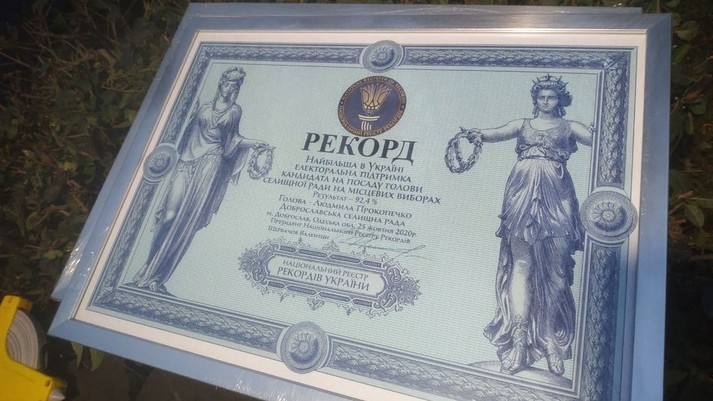 РЕКОРД
Найбільша в Україні
електоральна підтримка
кандидата на посаду голови
селищної ради на місцевих виборах
Результат – 92,4 %
Голова - Людмила Прокопечко
Доброславська селищна рада
м. Доброслав, Одеська обл. 25 жовтня 2020р.
Президент Національного Реєстру Рекордів
Щербачов Валентин
НАЦІОНАЛЬНИЙ РЕЄСТР
РЕКОРДІВ УКРАЇНИ